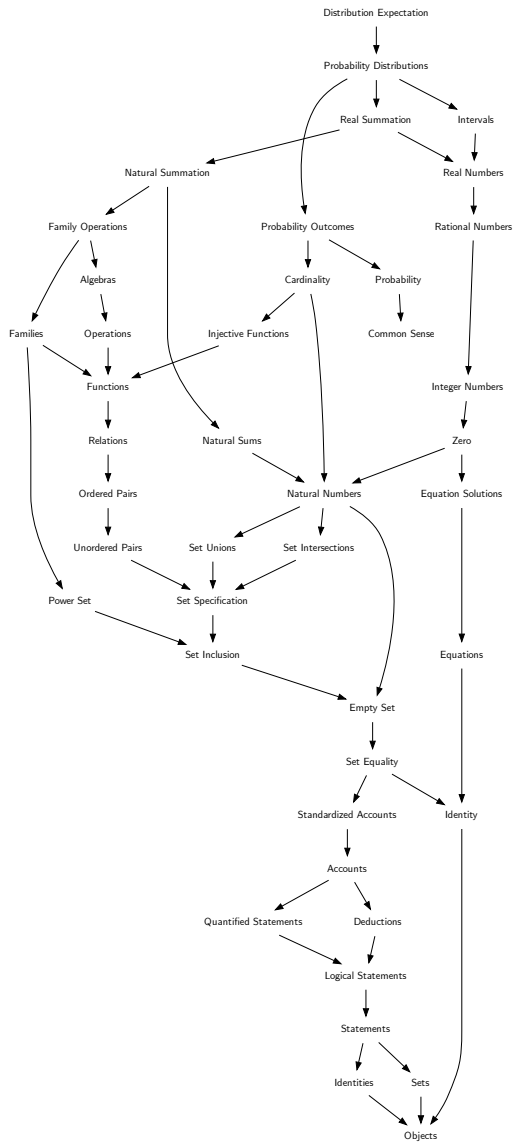 Distribution Expectation
Probability Distributions
Real Summation
Intervals
Natural Summation
Real Numbers
Family Operations
Probability Outcomes
Rational Numbers
Algebras
Cardinality
Probability
Families
Operations
Injective Functions
Common Sense
Functions
Integer Numbers
Relations
Natural Sums
Zero
Ordered Pairs
Natural Numbers
Equation Solutions
Unordered Pairs
Set Unions
Set Intersections
Power Set
Set Specification
Set Inclusion
Equations
Empty Set
Set Equality
Standardized Accounts
Identity
Accounts
Quantified Statements
Deductions
Logical Statements
Statements
Identities
Sets
Objects